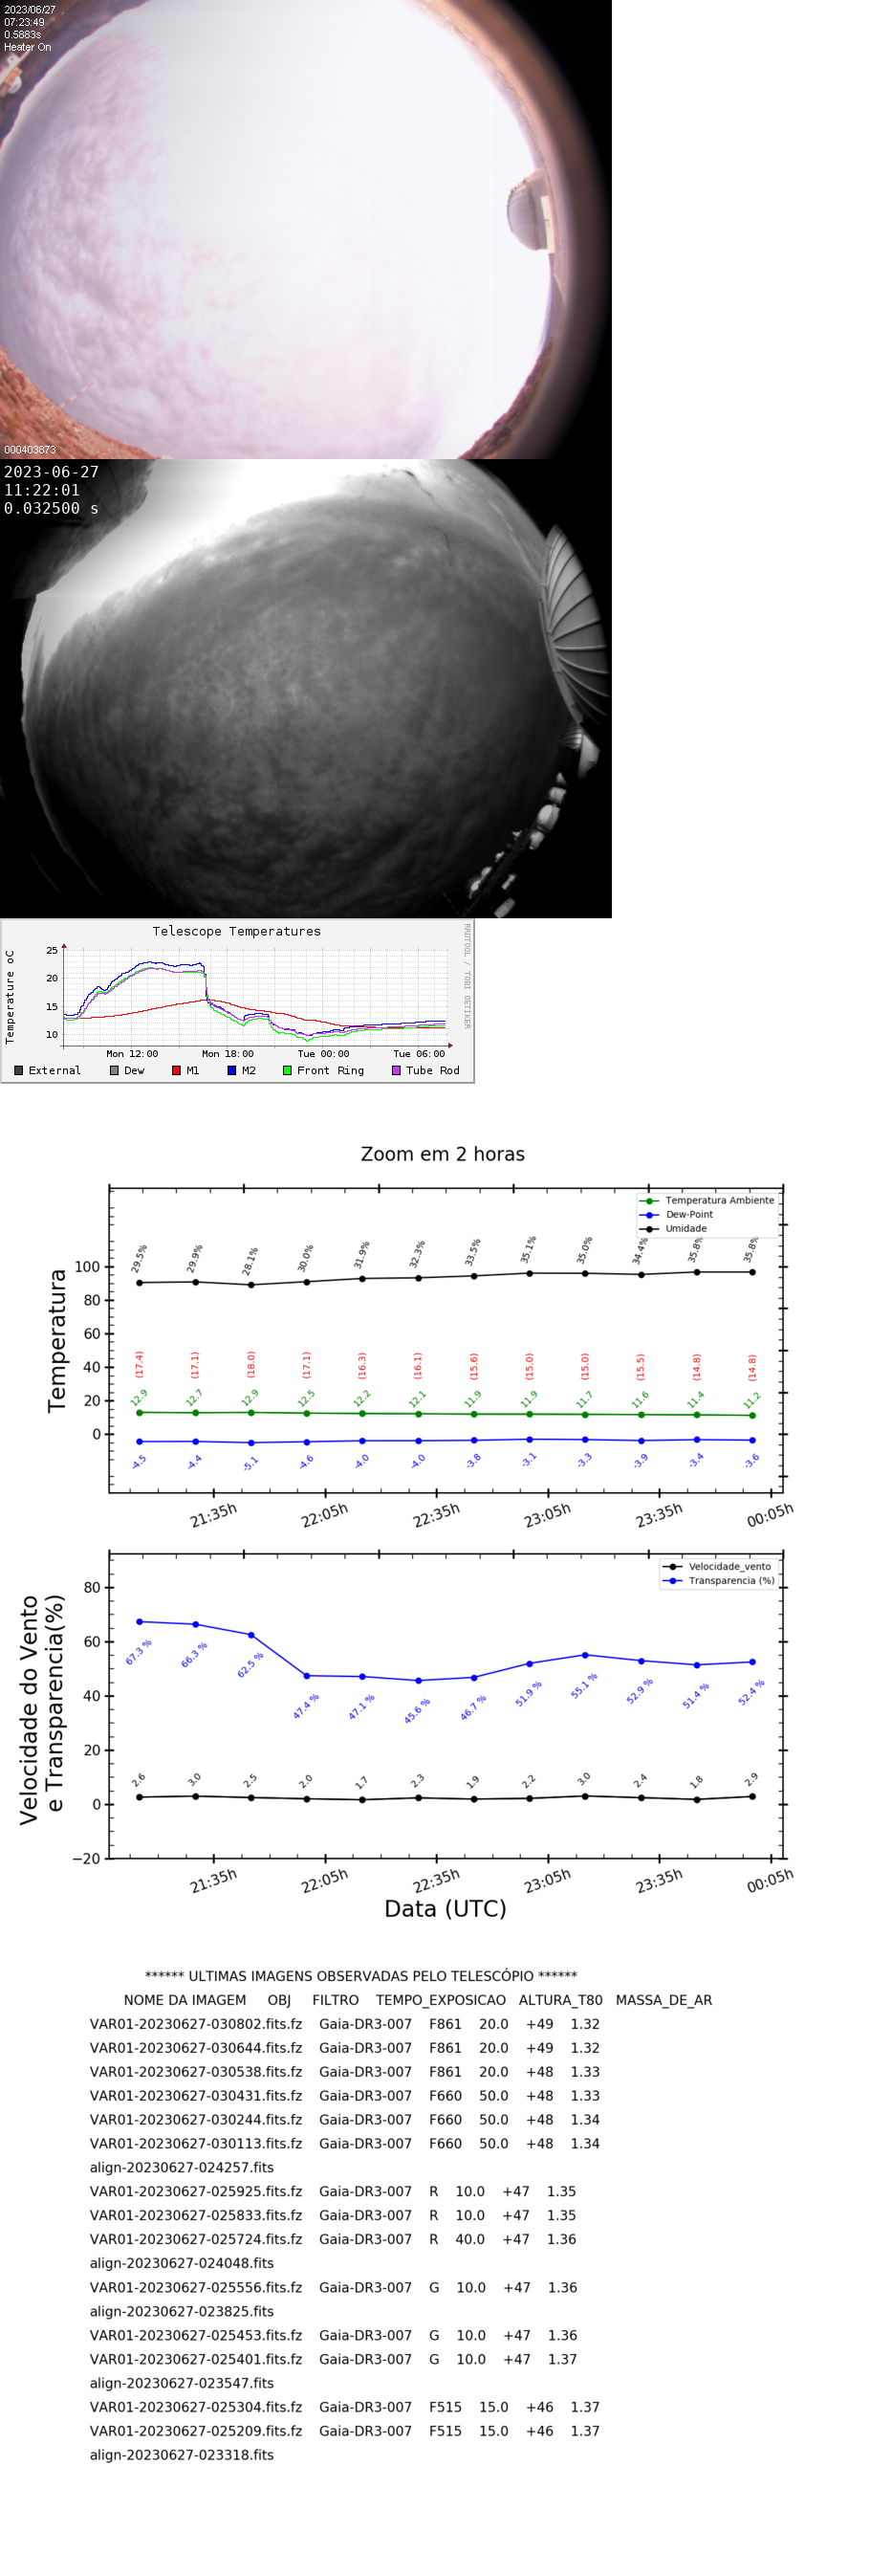 2023/06/27
07:23:49
0.5883s
Heater On
000403873
2023-06-27
11:22:01
0.032500 s
Telescope Temperatures
RRDTOOL / TOBI OETIKER
Temperature oC
25
20
15
10
Mon 12:00 Mon 18:00 Tue 00:00 Tue 06:00
External Dew M1 M2 Front Ring Tube Rod
Zoom em 2 horas
Temperatura Ambiente
Dew-Point
Umidade
Temperatura
100
80
60
40
20
0
29.5% 29.9% 28.1% 30.0% 31.9% 32.3% 33.5% 35.1% 35.0% 34.4% 35.8% 35.8%
(17.4) (17.1) (18.0) (17.1) (16.3) (16.1) (15.6) (15.0) (15.0) (15.5) (14.8) (14.8)
12.9 12.7 12.9 12.5 12.2 12.1 11.9 11.9 11.7 11.6 11.4 11.2
-4.5 -4.4 -5.1 -4.6 -4.0 -4.0 -3.8 -3.1 -3.3 -3.9 -3.4 -3.6
21:35h 22:05h 22:35h 23:05h 23:35h 00:05h
Velocidade_vento
Transparencia (%)
Velocidade do Vento
e Transparencia(%)
80
60
40
20
0
−20
67.3 % 66.3 % 62.5 % 47.4 % 47.1 % 45.6 % 46.7 % 51.9 % 55.1 % 52.9 % 51.4 % 52.4 %
2.6 3.0 2.5 2.0 1.7 2.3 1.9 2.2 3.0 2.4 1.8 2.9
21:35h 22:05h 22:35h 23:05h 23:35h 00:05h
Data (UTC)
****** ULTIMAS IMAGENS OBSERVADAS PELO TELESCÓPIO ******
NOME DA IMAGEM OBJ FILTRO TEMPO_EXPOSICAO ALTURA_T80 MASSA_DE_AR
VAR01-20230627-030802.fits.fz Gaia-DR3-007 F861 20.0 +49 1.32
VAR01-20230627-030644.fits.fz Gaia-DR3-007 F861 20.0 +49 1.32
VAR01-20230627-030538.fits.fz Gaia-DR3-007 F861 20.0 +48 1.33
VAR01-20230627-030431.fits.fz Gaia-DR3-007 F660 50.0 +48 1.33
VAR01-20230627-030244.fits.fz Gaia-DR3-007 F660 50.0 +48 1.34
VAR01-20230627-030113.fits.fz Gaia-DR3-007 F660 50.0 +48 1.34
align-20230627-024257.fits
VAR01-20230627-025925.fits.fz Gaia-DR3-007 R 10.0 +47 1.35
VAR01-20230627-025833.fits.fz Gaia-DR3-007 R 10.0 +47 1.35
VAR01-20230627-025724.fits.fz Gaia-DR3-007 R 40.0 +47 1.36
align-20230627-024048.fits
VAR01-20230627-025556.fits.fz Gaia-DR3-007 G 10.0 +47 1.36
align-20230627-023825.fits
VAR01-20230627-025453.fits.fz Gaia-DR3-007 G 10.0 +47 1.36
VAR01-20230627-025401.fits.fz Gaia-DR3-007 G 10.0 +47 1.37
align-20230627-023547.fits
VAR01-20230627-025304.fits.fz Gaia-DR3-007 F515 15.0 +46 1.37
VAR01-20230627-025209.fits.fz Gaia-DR3-007 F515 15.0 +46 1.37
align-20230627-023318.fits